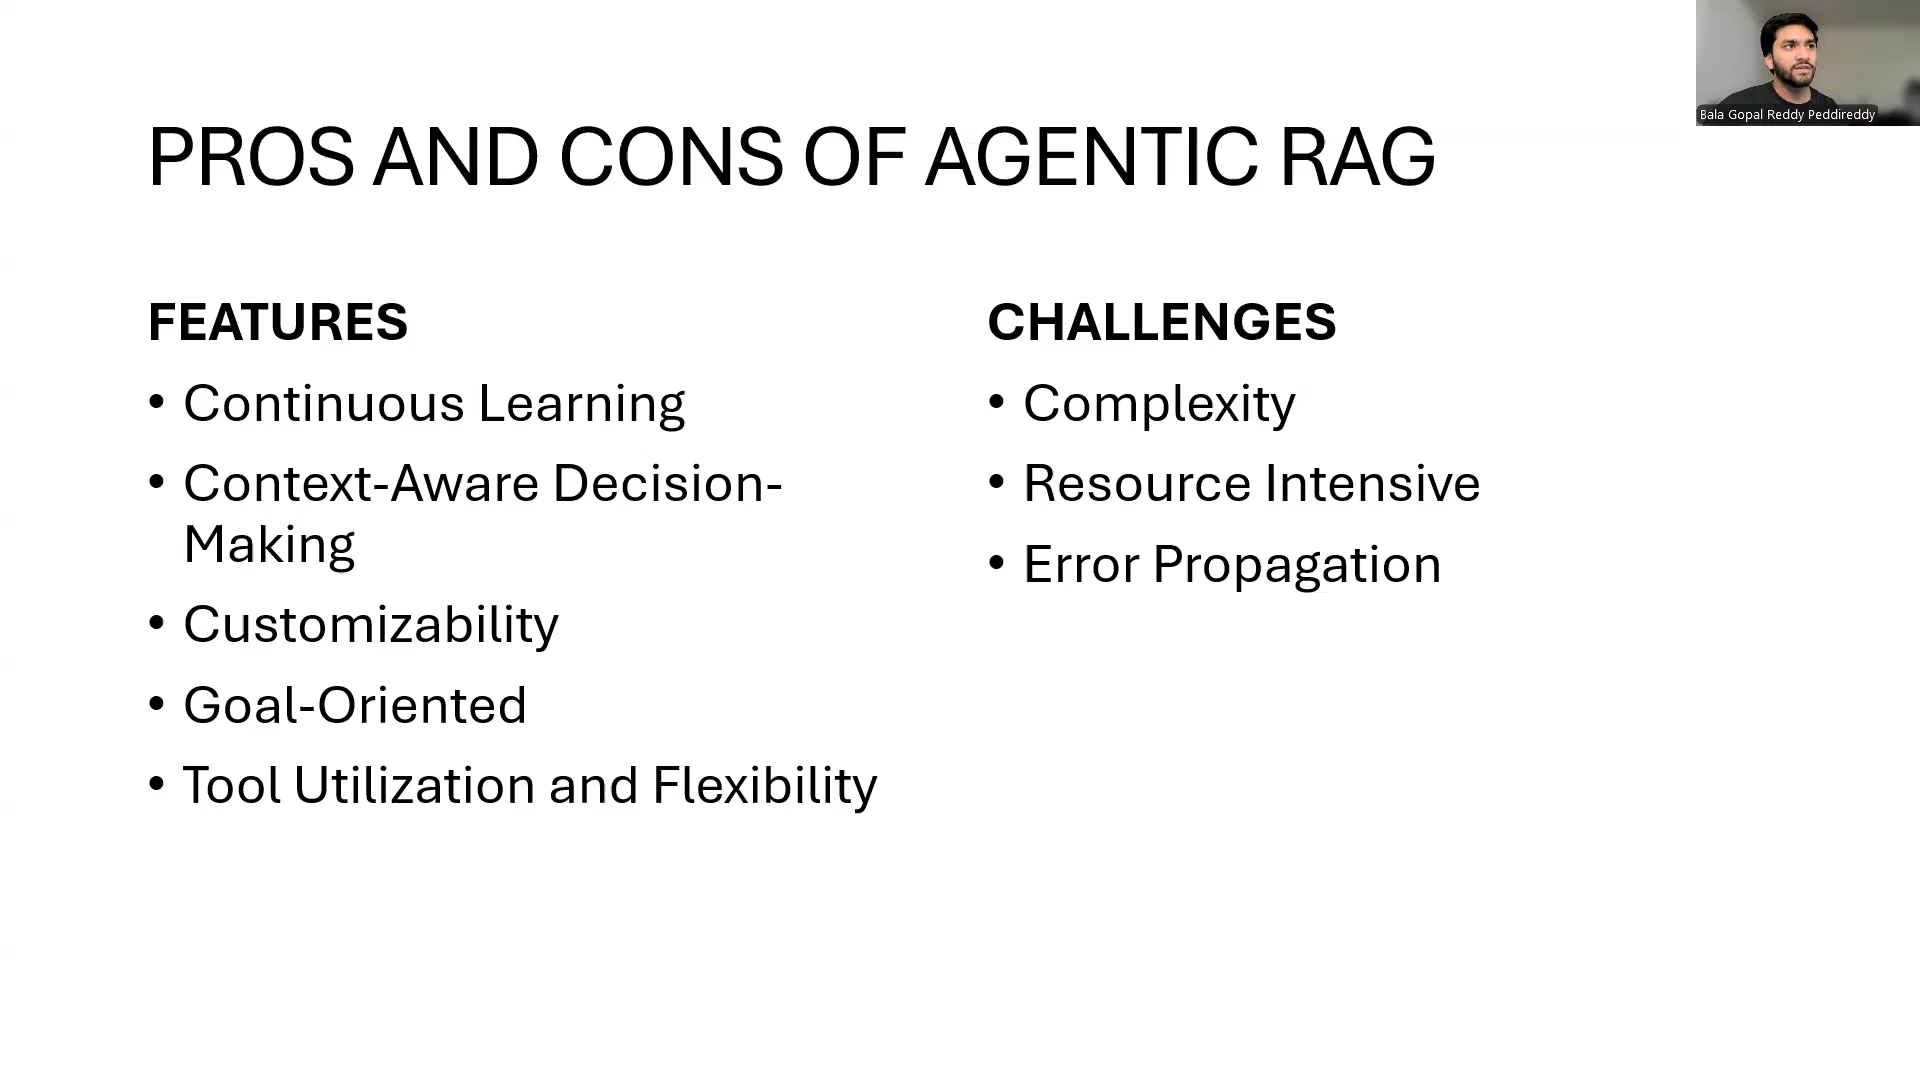 Bala Gopal Reddy Peddireddy
PROS AND CONS OF AGENTIC RAG
FEATURES
• Continuous Learning
• Context-Aware Decision-
Making
• Customizability
• Goal-Oriented
• Tool Utilization and Flexibility
CHALLENGES
• Complexity
• Resource Intensive
• Error Propagation